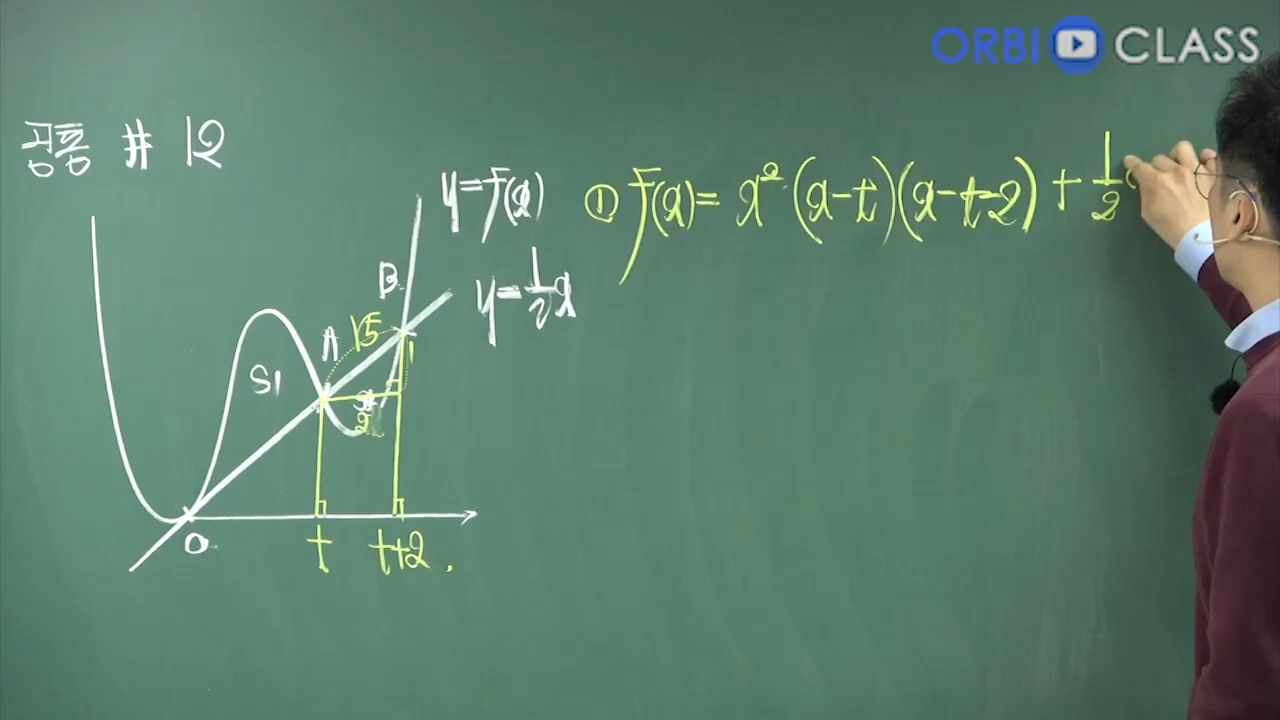 ORBI CLASS
공통 # 12
y=f(x)
① f(x)= x²(x-t)(x-t-2) + 1/2
y=1/2x
B
A
√5
1
S1
2
O
t
t+2